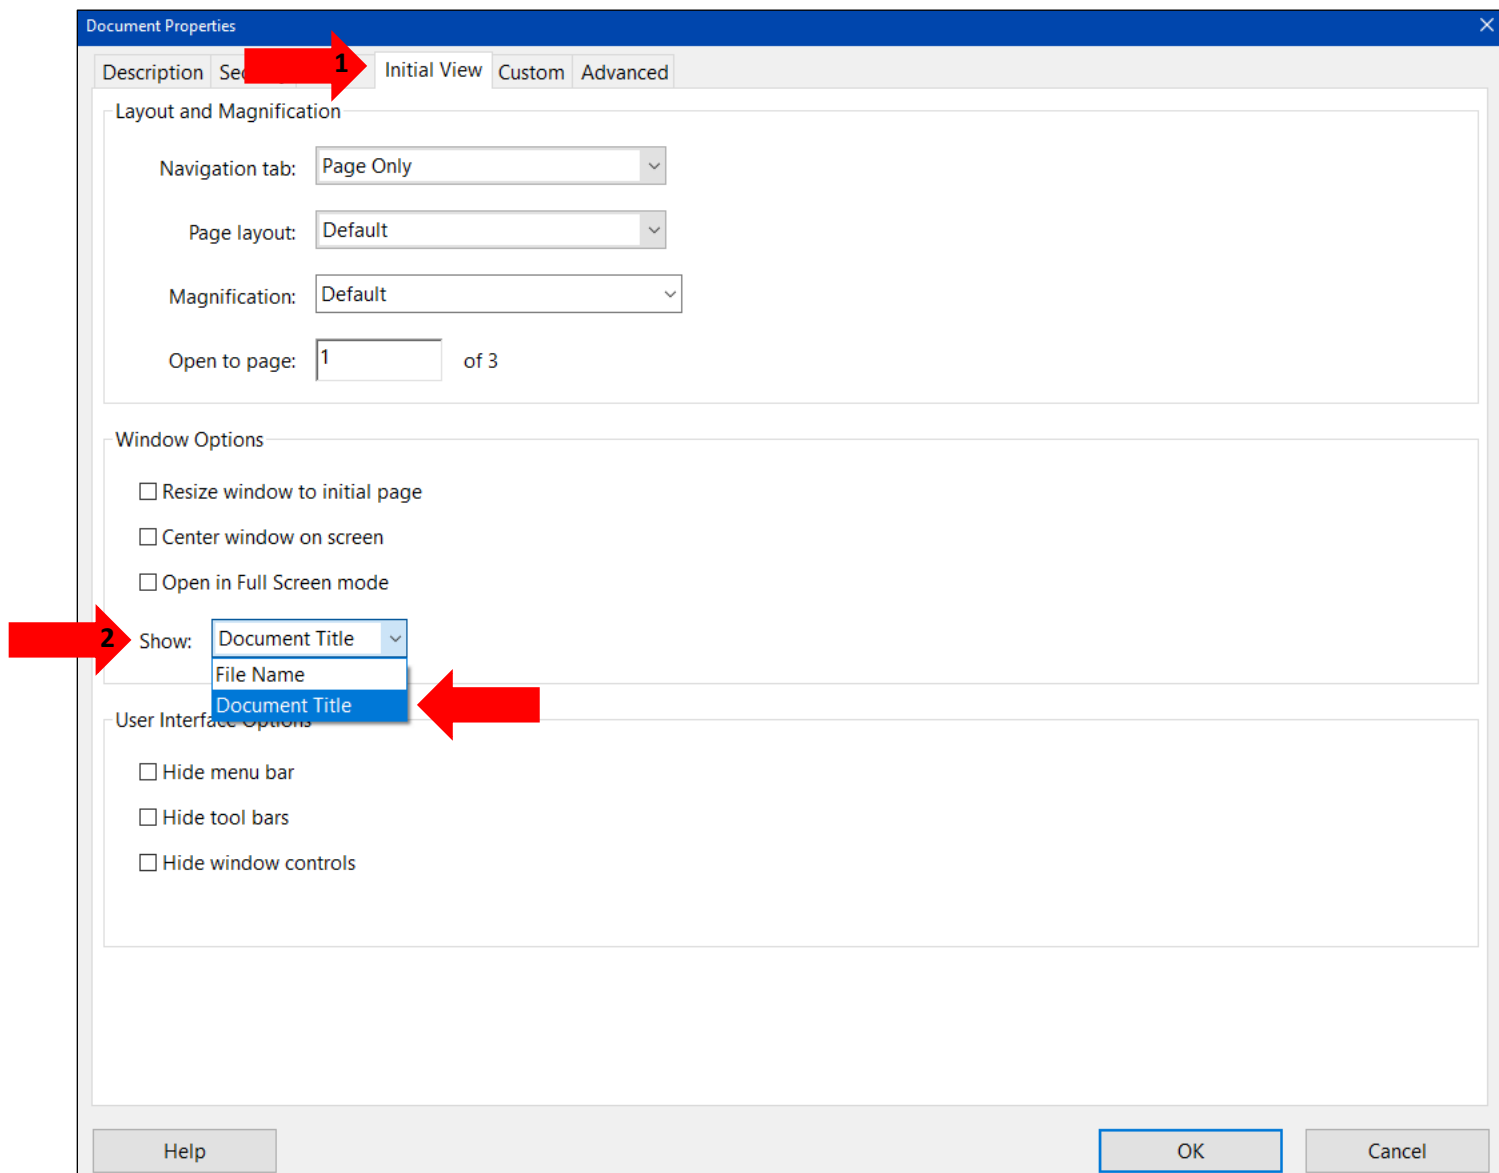 Document Properties
Description 1 Initial View Custom Advanced
Layout and Magnification
Navigation tab: Page Only
Page layout: Default
Magnification: Default
Open to page: 1 of 3
Window Options
Resize window to initial page
Center window on screen
Open in Full Screen mode
2 Show: Document Title
File Name
Document Title
User Interface Options
Hide menu bar
Hide tool bars
Hide window controls
Help OK Cancel